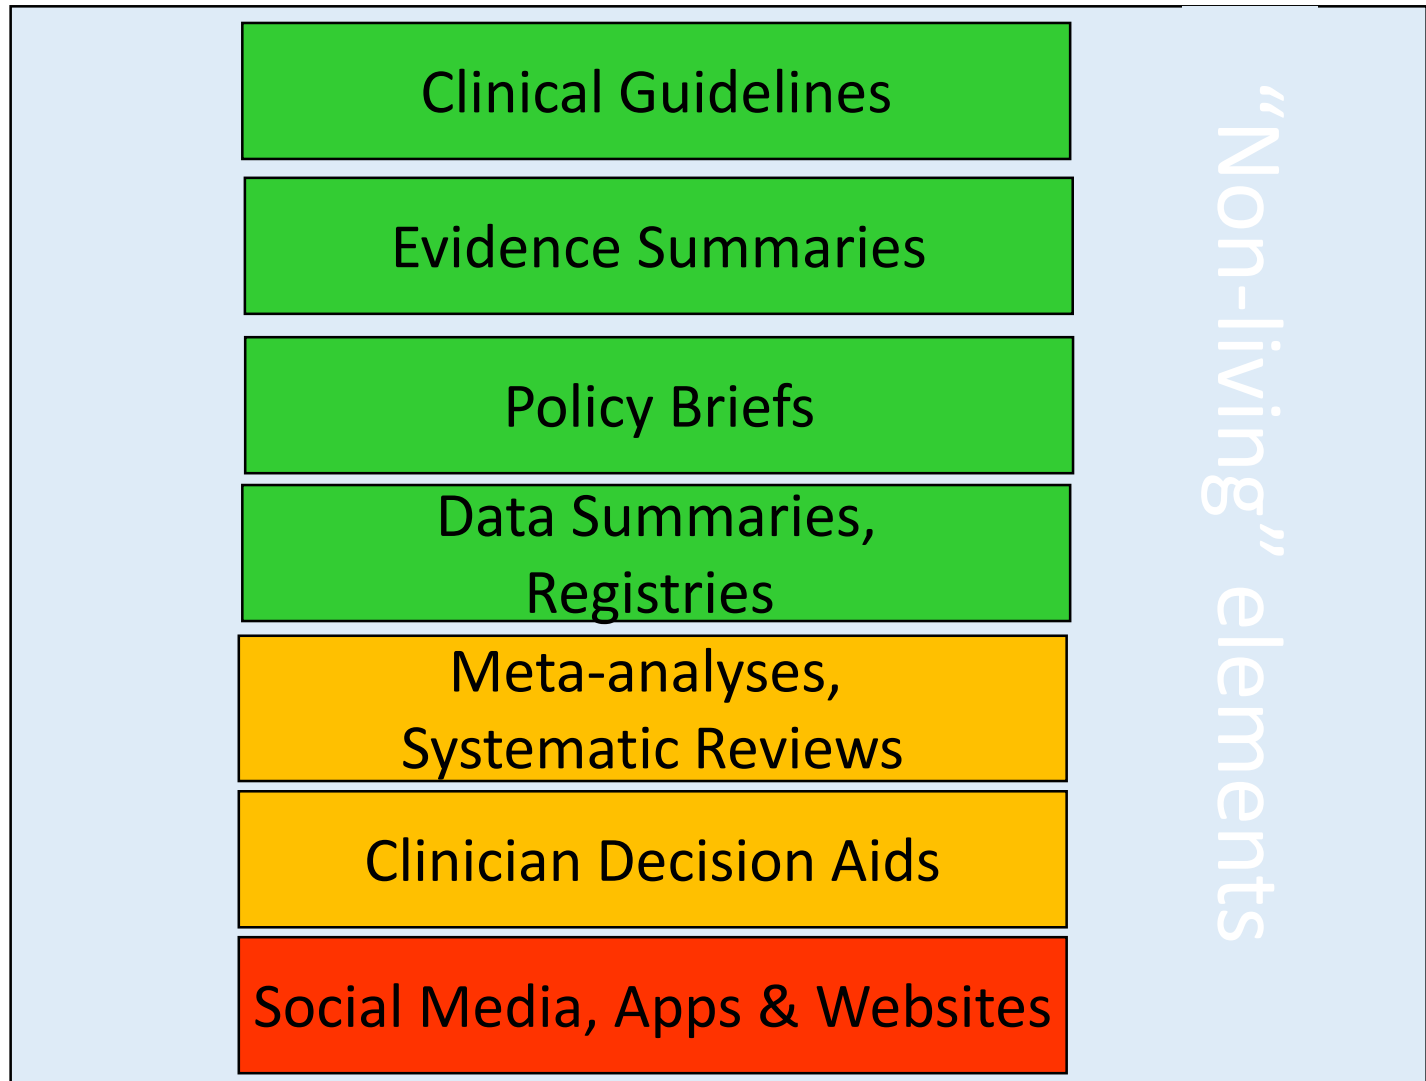 Clinical Guidelines
Evidence Summaries
Policy Briefs
Data Summaries,
Registries
Meta-analyses,
Systematic Reviews
Clinician Decision Aids
Social Media, Apps & Websites
“Non-living” elements